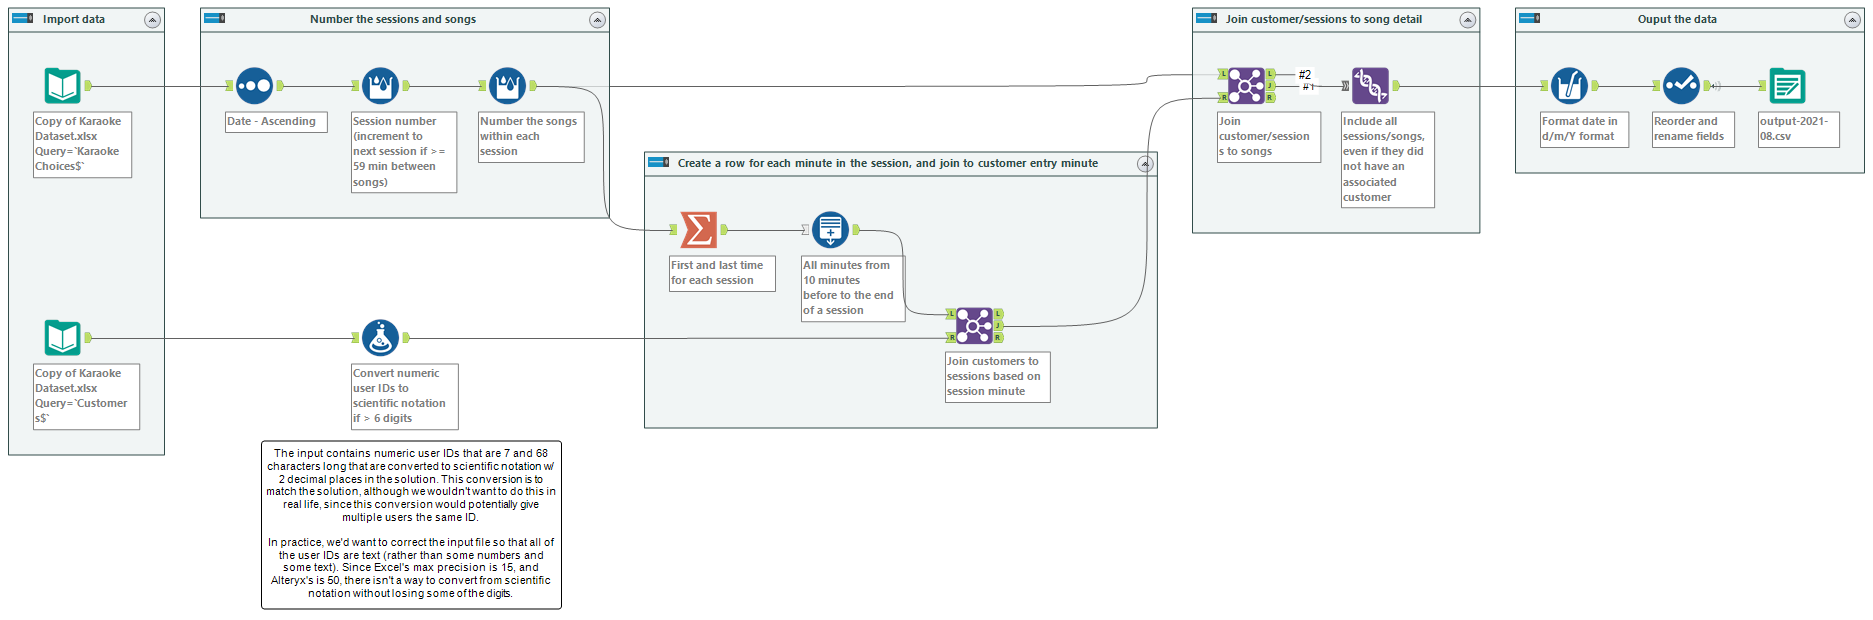 Import data
Copy of Karaoke
Dataset.xlsx
Query=`Karaoke
Choices$`
Copy of Karaoke
Dataset.xlsx
Query=`Customer
s$`
Number the sessions and songs
Date - Ascending
Session number
(increment to
next session if >=
59 min between
songs)
Number the songs
within each
session
Convert numeric
user IDs to
scientific notation
if > 6 digits
The input contains numeric user IDs that are 7 and 68
characters long that are converted to scientific notation w/
2 decimal places in the solution. This conversion is to
match the solution, although we wouldn't want to do this in
real life, since this conversion would potentially give
multiple users the same ID.
In practice, we'd want to correct the input file so that all of
the user IDs are text (rather than some numbers and
some text). Since Excel's max precision is 15, and
Alteryx's is 50, there isn't a way to convert from scientific
notation without losing some of the digits.
Create a row for each minute in the session, and join to customer entry minute
First and last time
for each session
All minutes from
10 minutes
before to the end
of a session
L
R
L
J
R
Join customers to
sessions based on
session minute
Join customer/sessions to song detail
L
R
L
J
R
#2
#1
Join
customer/session
s to songs
Include all
sessions/songs,
even if they did
not have an
associated
customer
Ouput the data
Format date in
d/m/Y format
Reorder and
rename fields
output-2021-
08.csv